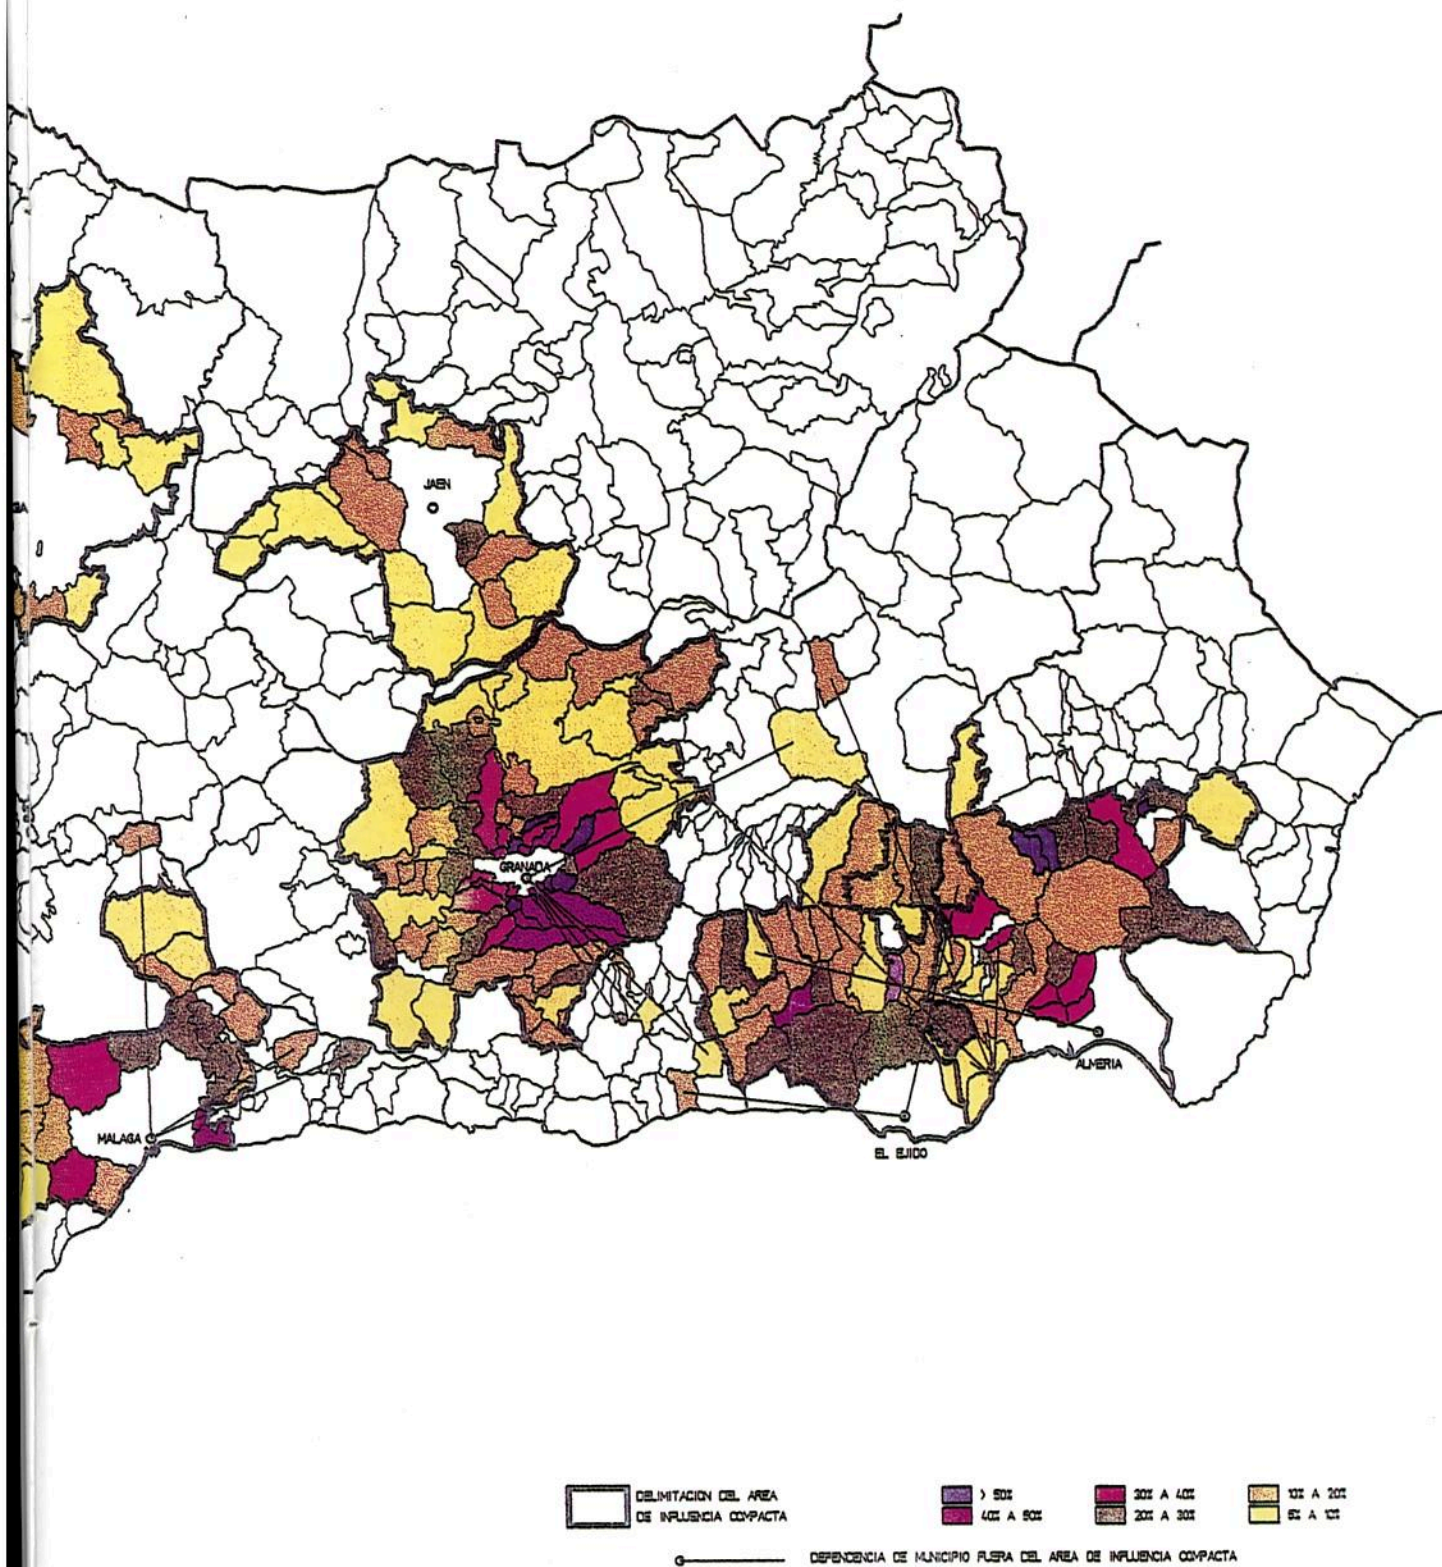 JAEN
GA
GRANADA
MALAGA
ALMERIA
EL EJIDO
DELIMITACION DEL AREA
DE INFLUENCIA COMPACTA
> 50%
40% A 50%
30% A 40%
20% A 30%
10% A 20%
5% A 10%
DEPENDENCIA DE MUNICIPIO FUERA DEL AREA DE INFLUENCIA COMPACTA